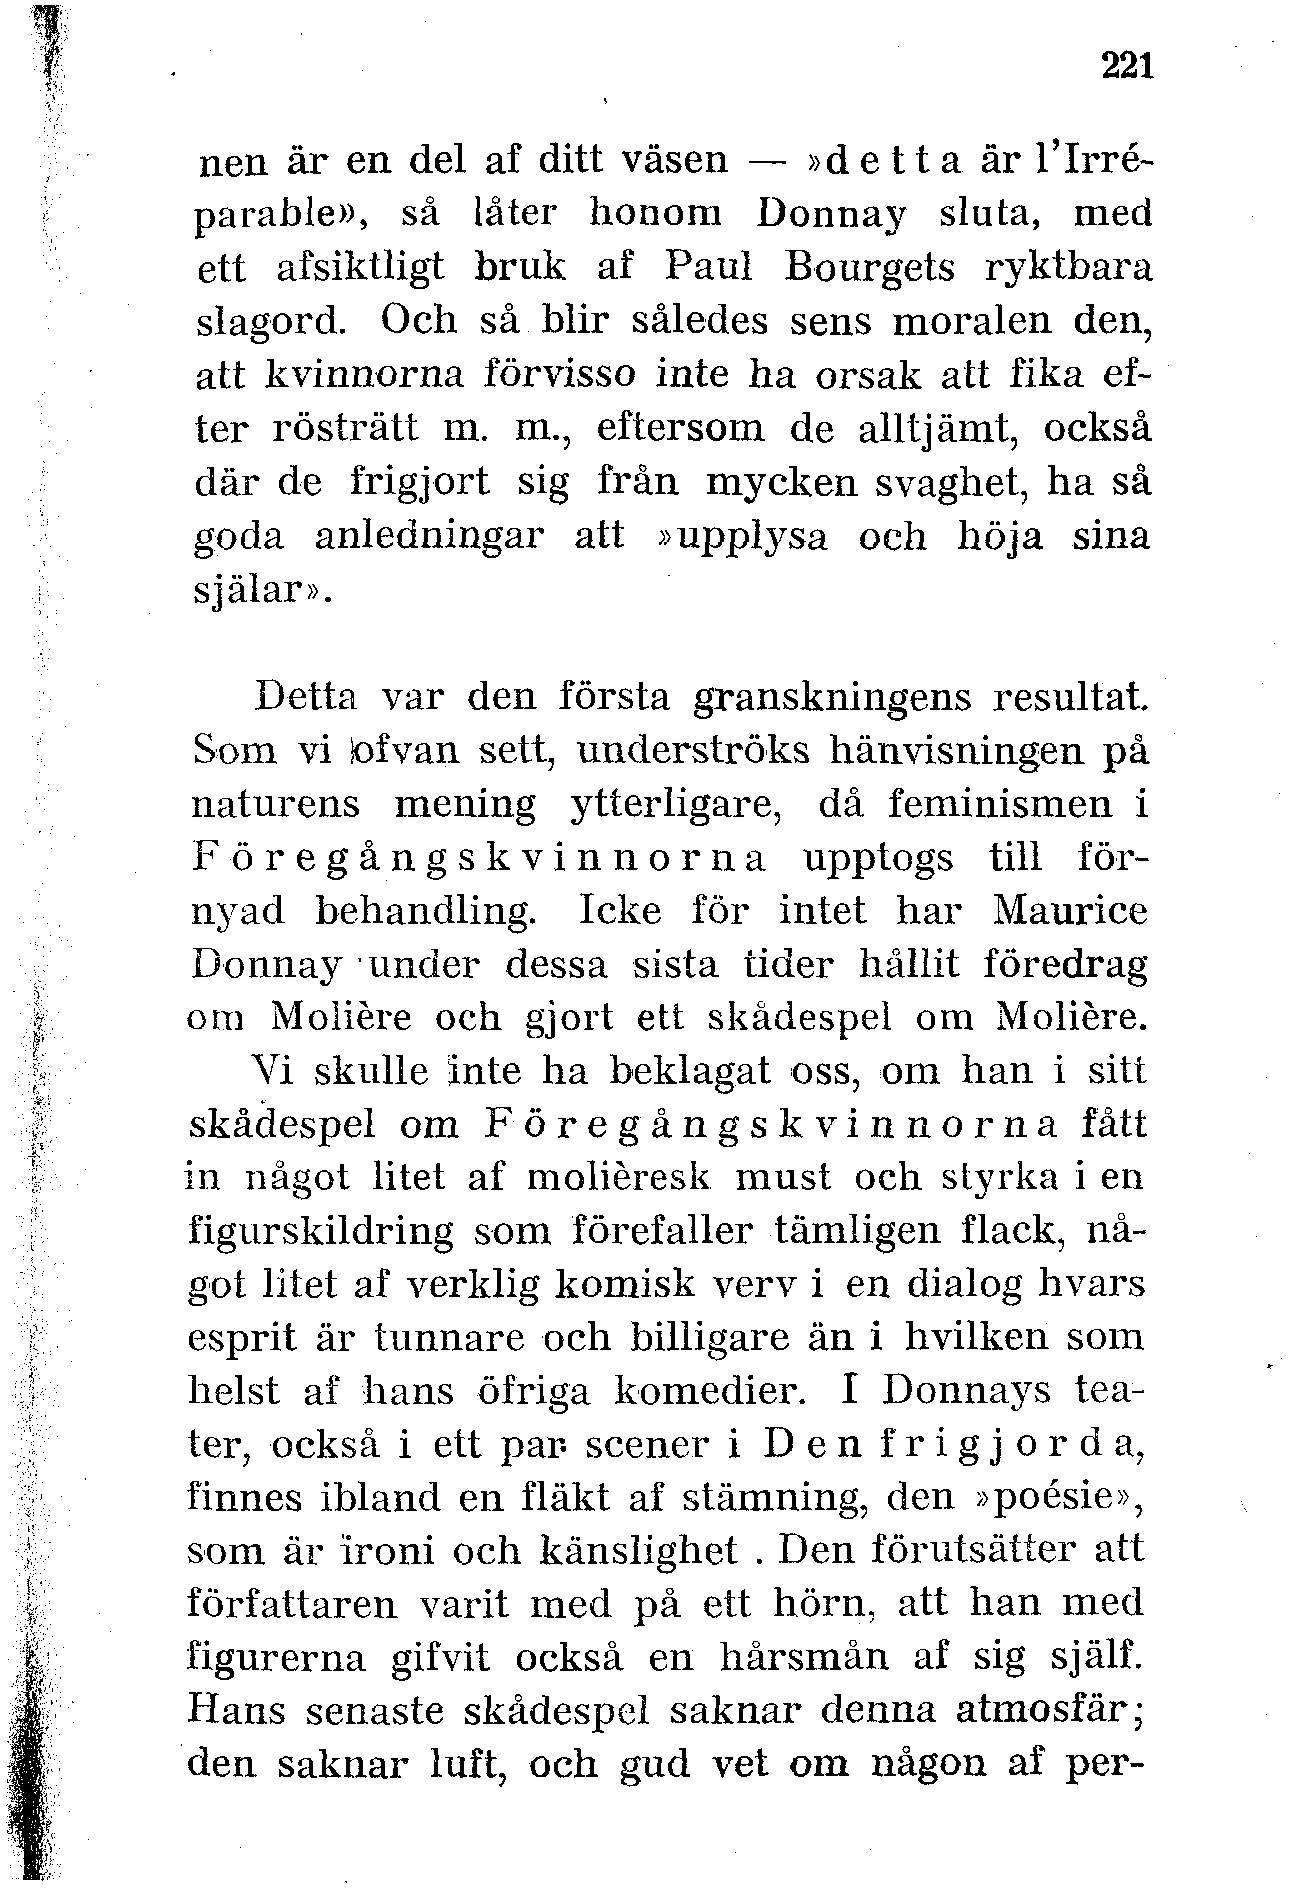 221
nen är en del af ditt väsen — »detta är l'Irré-
parable», så låter honom Donnay sluta, med
ett afsiktligt bruk af Paul Bourgets ryktbara
slagord. Och så blir således sens moralen den,
att kvinnorna förvisso inte ha orsak att fika ef-
ter rösträtt m. m., eftersom de alltjämt, också
där de frigjort sig från mycken svaghet, ha så
goda anledningar att »upplysa och höja sina
själar».
Detta var den första granskningens resultat.
Som vi ofvan sett, underströks hänvisningen på
naturens mening ytterligare, då feminismen i
Föregångskvinnorna upptogs till för-
nyad behandling. Icke för intet har Maurice
Donnay under dessa sista tider hållit föredrag
om Molière och gjort ett skådespel om Molière.
Vi skulle inte ha beklagat oss, om han i sitt
skådespel om Föregångskvinnorna fått
in något litet af molièresk must och styrka i en
figurskildring som förefaller tämligen flack, nå-
got litet af verklig komisk verv i en dialog hvars
esprit är tunnare och billigare än i hvilken som
helst af hans öfriga komedier. I Donnays tea-
ter, också i ett par scener i Den frigjorda,
finnes ibland en fläkt af stämning, den »poésie»,
som är ironi och känslighet . Den förutsätter att
författaren varit med på ett hörn, att han med
figurerna gifvit också en hårsmån af sig själf.
Hans senaste skådespel saknar denna atmosfär;
den saknar luft, och gud vet om någon af per-